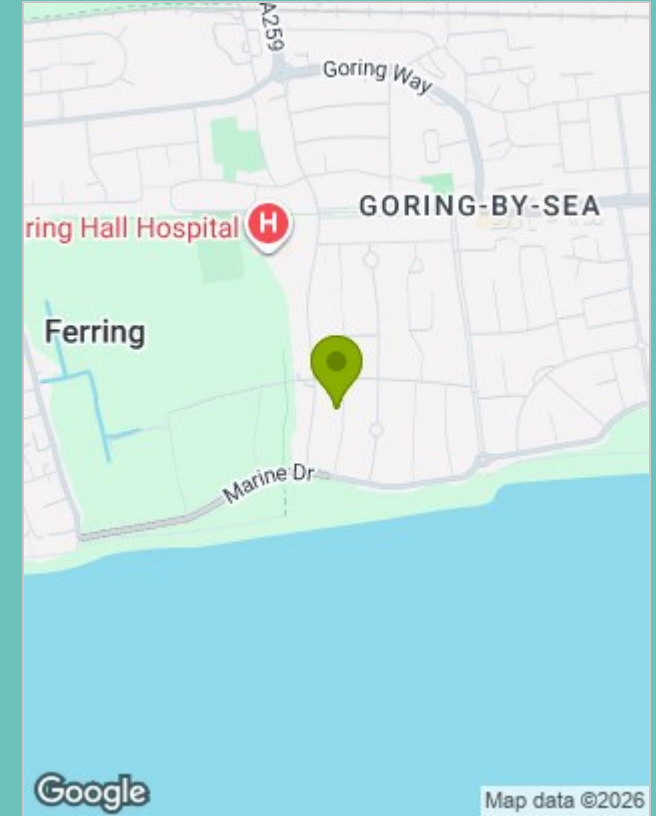 A259
Goring Way
GORING-BY-SEA
ring Hall Hospital
H
Ferring
Marine Dr
Google
Map data ©2026